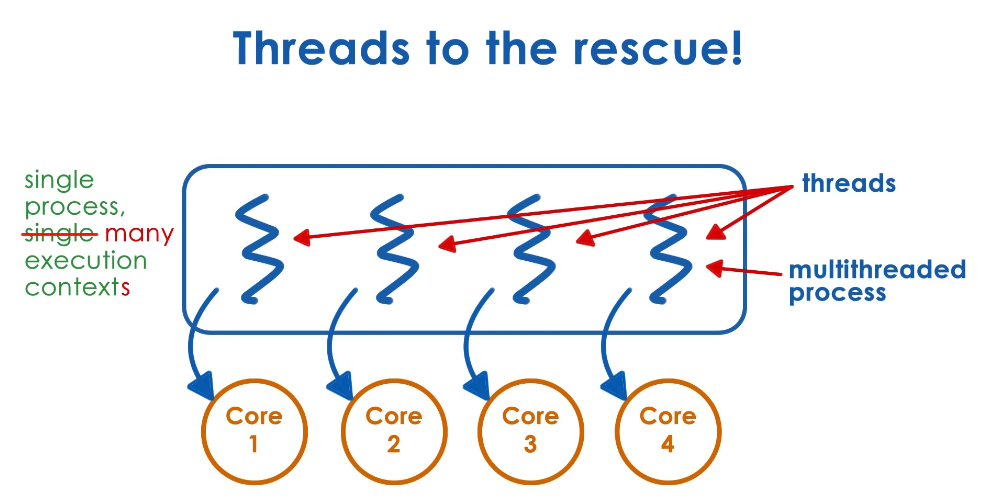 Threads to the rescue!
single
process,
single many
execution
contexts
threads
multithreaded
process
Core
1
Core
2
Core
3
Core
4